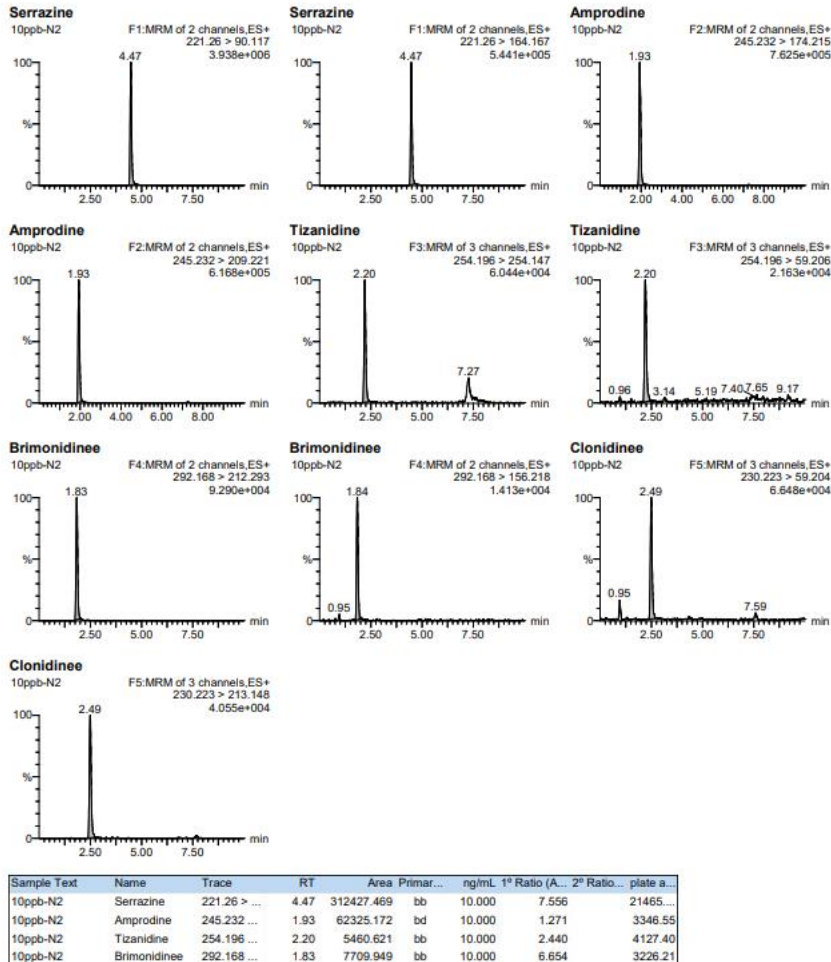 Serrazine
10ppb-N2 F1:MRM of 2 channels,ES+
221.26 > 90.117
3.938e+006
4.47
100
%
0
2.50 5.00 7.50 min
Serrazine
10ppb-N2 F1:MRM of 2 channels,ES+
221.26 > 164.167
5.441e+005
4.47
100
%
0
2.50 5.00 7.50 min
Amprodine
10ppb-N2 F2:MRM of 2 channels,ES+
245.232 > 174.215
7.625e+005
1.93
100
%
0
2.00 4.00 6.00 8.00 min
Amprodine
10ppb-N2 F2:MRM of 2 channels,ES+
245.232 > 209.221
6.168e+005
1.93
100
%
0
2.00 4.00 6.00 8.00 min
Tizanidine
10ppb-N2 F3:MRM of 3 channels,ES+
254.196 > 254.147
6.044e+004
2.20
100
%
7.27
0
2.50 5.00 7.50 min
Tizanidine
10ppb-N2 F3:MRM of 3 channels,ES+
254.196 > 59.206
2.163e+004
2.20
100
%
0.96 3.14 5.19 7.40 7.65 9.17
0
2.50 5.00 7.50 min
Brimonidinee
10ppb-N2 F4:MRM of 2 channels,ES+
292.168 > 212.293
9.290e+004
1.83
100
%
0
2.50 5.00 7.50 min
Brimonidinee
10ppb-N2 F4:MRM of 2 channels,ES+
292.168 > 156.218
1.413e+004
1.84
100
%
0.95
0
2.50 5.00 7.50 min
Clonidinee
10ppb-N2 F5:MRM of 3 channels,ES+
230.223 > 59.204
6.648e+004
2.49
100
%
0.95 7.59
0
2.50 5.00 7.50 min
Clonidinee
10ppb-N2 F5:MRM of 3 channels,ES+
230.223 > 213.148
4.055e+004
2.49
100
%
0
2.50 5.00 7.50 min
Sample Text Name Trace RT Area Primar... ng/mL 1º Ratio (A... 2º Ratio... plate a...
10ppb-N2 Serrazine 221.26 > ... 4.47 312427.469 bb 10.000 7.556 21465....
10ppb-N2 Amprodine 245.232 ... 1.93 62325.172 bd 10.000 1.271 3346.55
10ppb-N2 Tizanidine 254.196 ... 2.20 5460.621 bb 10.000 2.440 4127.40
10ppb-N2 Brimonidinee 292.168 ... 1.83 7709.949 bb 10.000 6.654 3226.21